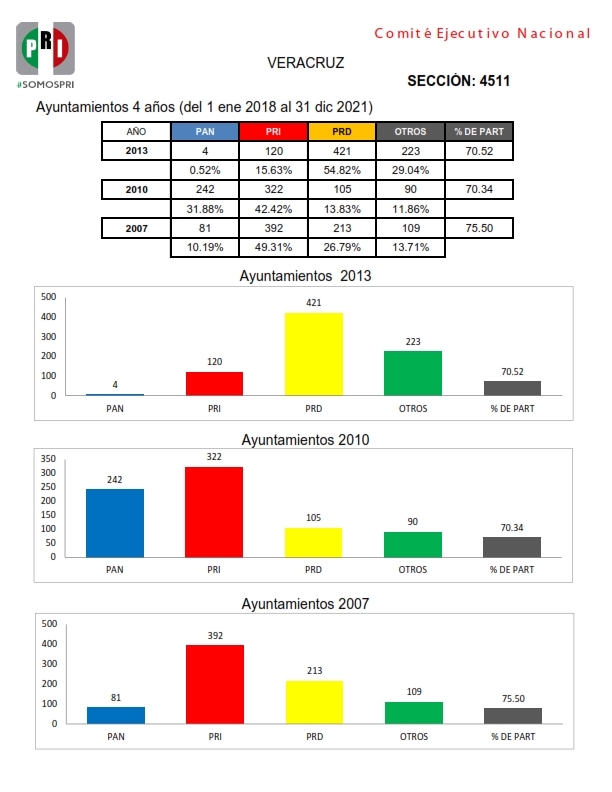 Comité Ejecutivo Nacional
PRI
#SOMOSPRI
VERACRUZ
SECCIÓN: 4511
Ayuntamientos 4 años (del 1 ene 2018 al 31 dic 2021)
AÑO PAN PRI PRD OTROS % DE PART
2013 4 120 421 223 70.52
0.52% 15.63% 54.82% 29.04%
2010 242 322 105 90 70.34
31.88% 42.42% 13.83% 11.86%
2007 81 392 213 109 75.50
10.19% 49.31% 26.79% 13.71%
Ayuntamientos 2013
500
400
300
200
100
0
4 120 421 223 70.52
PAN PRI PRD OTROS % DE PART
Ayuntamientos 2010
350
300
250
200
150
100
50
0
242 322 105 90 70.34
PAN PRI PRD OTROS % DE PART
Ayuntamientos 2007
500
400
300
200
100
0
81 392 213 109 75.50
PAN PRI PRD OTROS % DE PART